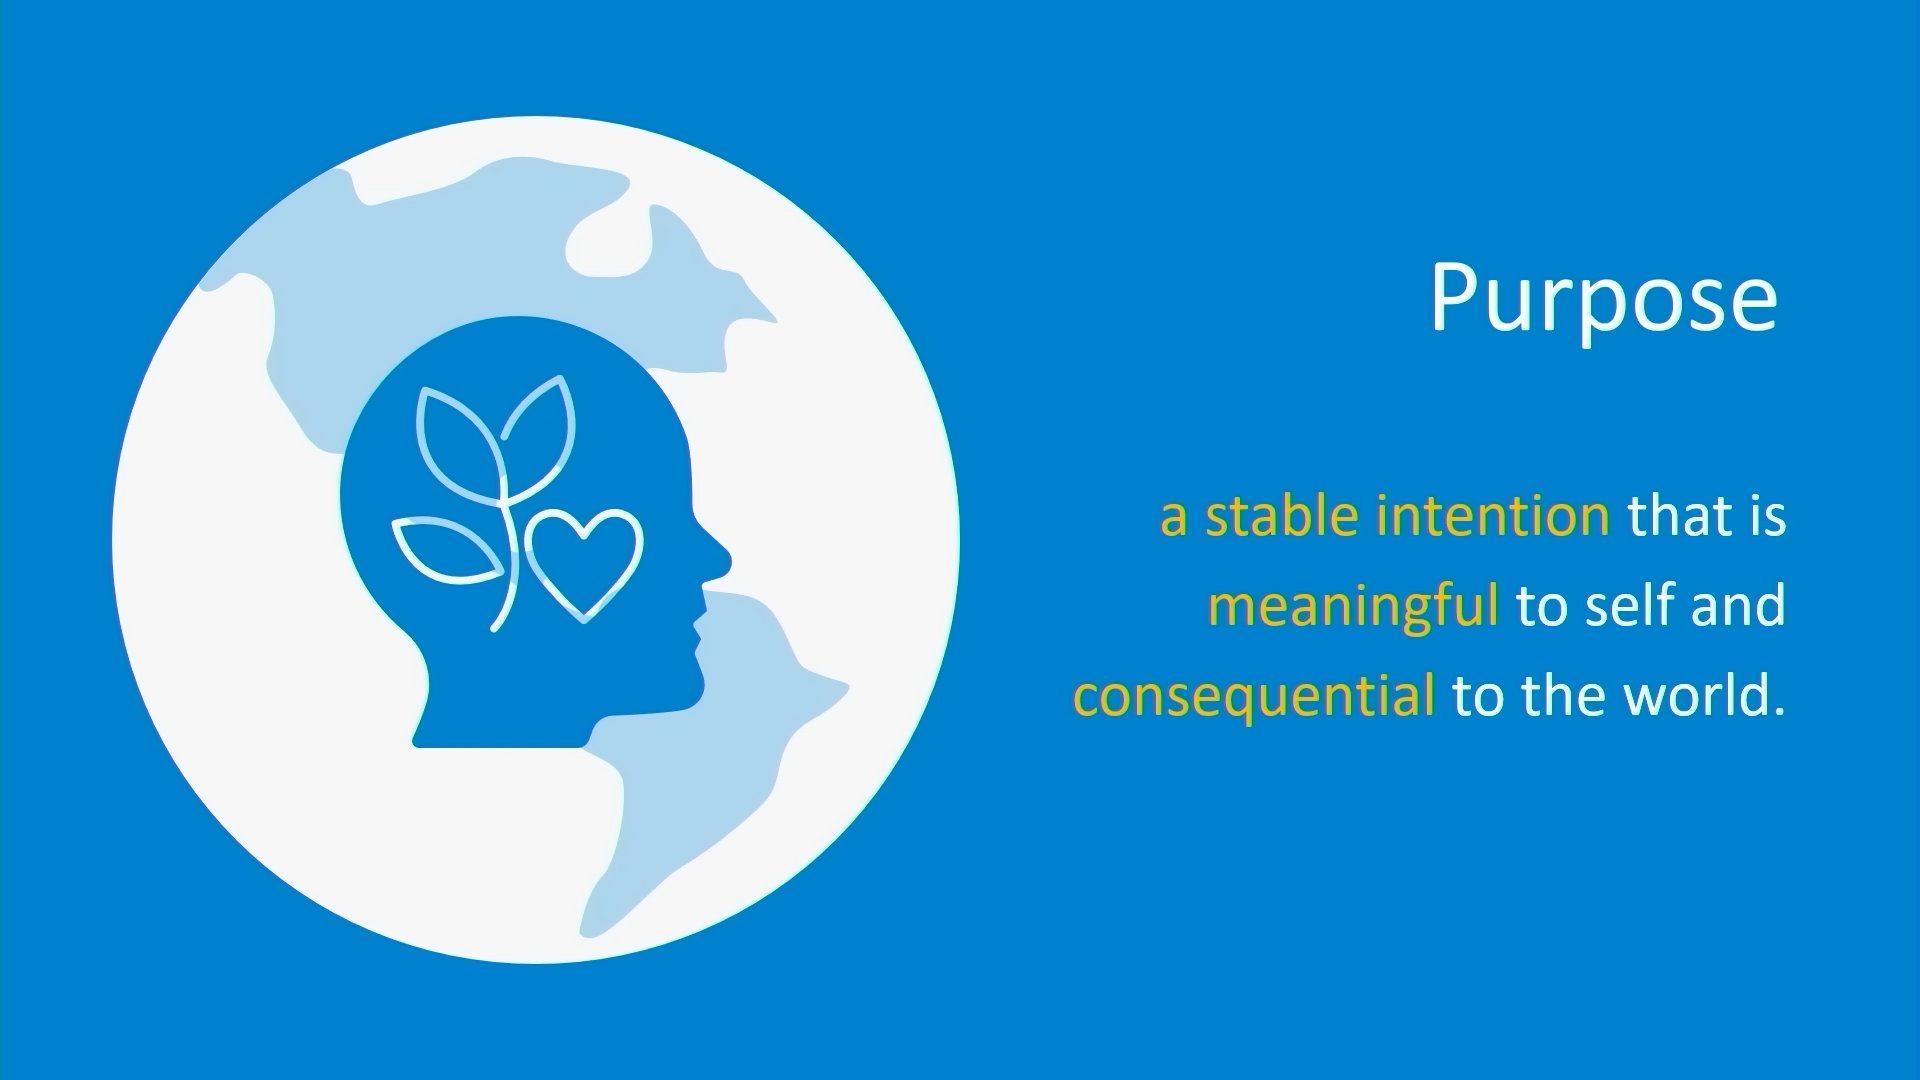 Purpose
a stable intention that is
meaningful to self and
consequential to the world.